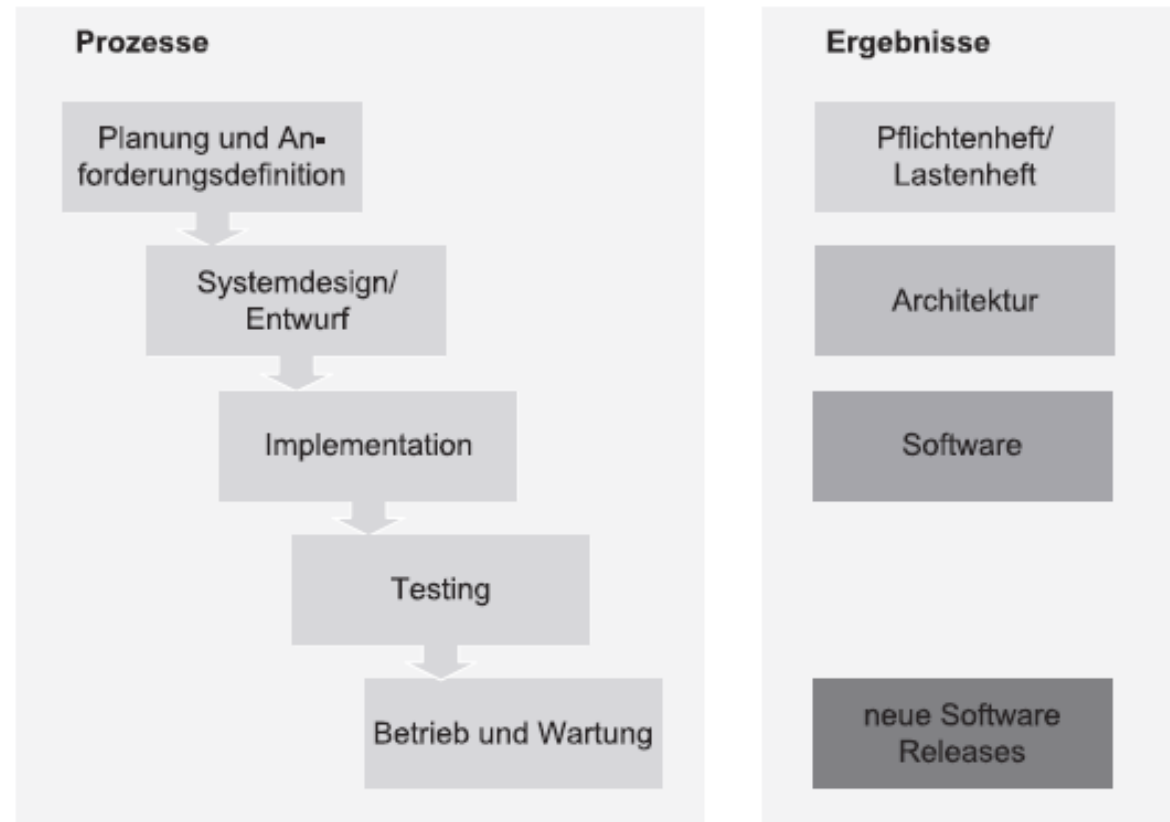 Prozesse
Ergebnisse
Planung und An-
forderungsdefinition
Pflichtenheft/
Lastenheft
Systemdesign/
Entwurf
Architektur
Implementation
Software
Testing
Betrieb und Wartung
neue Software
Releases